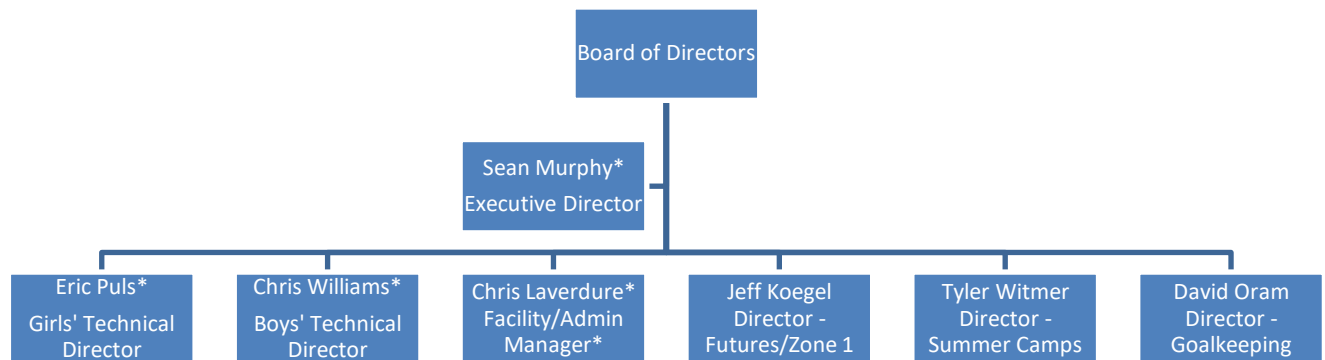 Board of Directors
Sean Murphy*
Executive Director
Eric Puls*
Girls' Technical
Director
Chris Williams*
Boys' Technical
Director
Chris Laverdure*
Facility/Admin
Manager*
Jeff Koegel
Director -
Futures/Zone 1
Tyler Witmer
Director -
Summer Camps
David Oram
Director -
Goalkeeping